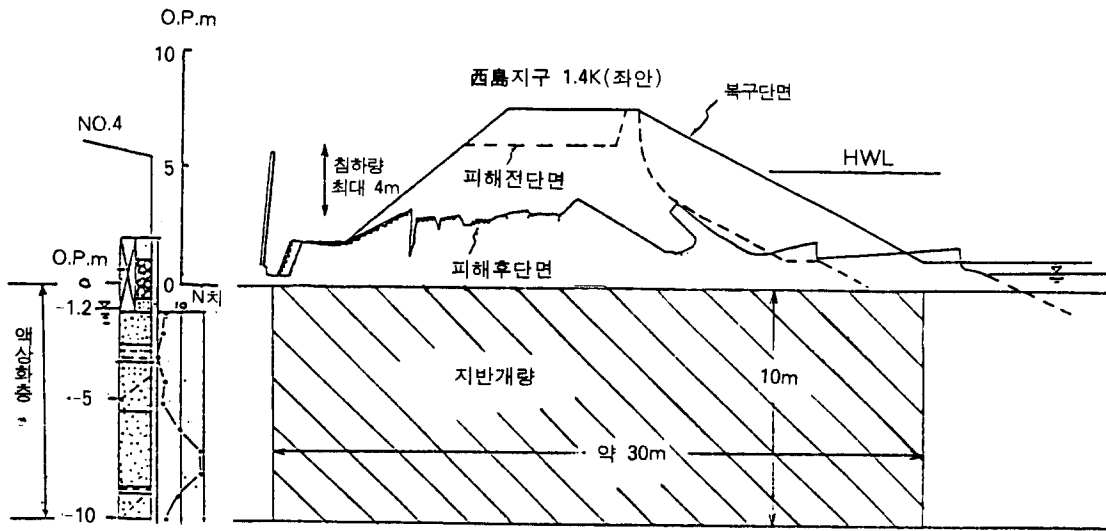 O.P.m
10
5
0
西島지구 1.4K(좌안)
복구단면
NO.4
침하량
최대 4m
HWL
피해전단면
피해후단면
O.P.m
0
N치
10
-1.2
액상화층
-5
-10
지반개량
10m
약 30m